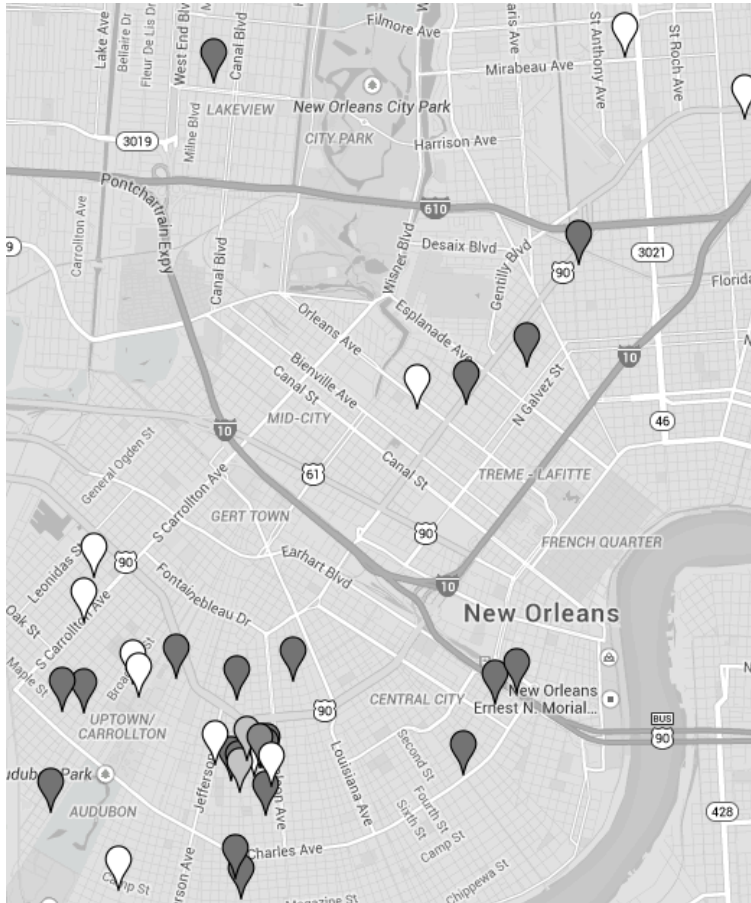 Lake Ave
Bellaire Dr
Fleur De Lis Dr
West End Blvd
Canal Blvd
Filmore Ave
St Anthony Ave
St Roch Ave
Mirabeau Ave
LAKEVIEW
New Orleans City Park
CITY PARK
Milne Blvd
3019
Harrison Ave
Pontchartrain Expy
610
Carrollton Ave
Canal Blvd
Wisner Blvd
Desaix Blvd
Gentilly Blvd
90
3021
9
Florida
Orleans Ave
Esplanade Ave
Bienville Ave
Canal St
N Galvez St
10
46
MID-CITY
10
General Ogden St
S Carrollton Ave
61
Canal St
TREME - LAFITTE
GERT TOWN
90
FRENCH QUARTER
Leonidas St
90
Earhart Blvd
Fontainebleau Dr
10
New Orleans
Oak St
S Carrollton Ave
Maple St
CENTRAL CITY
New Orleans
Ernest N. Morial...
90
BUS
90
UPTOWN/
CARROLLTON
Louisiana Ave
Second St
Jefferson
Park
AUDUBON
Fourth St
Sixth St
Camp St
428
Charles Ave
Camp St
Chippewa St
Magazine St